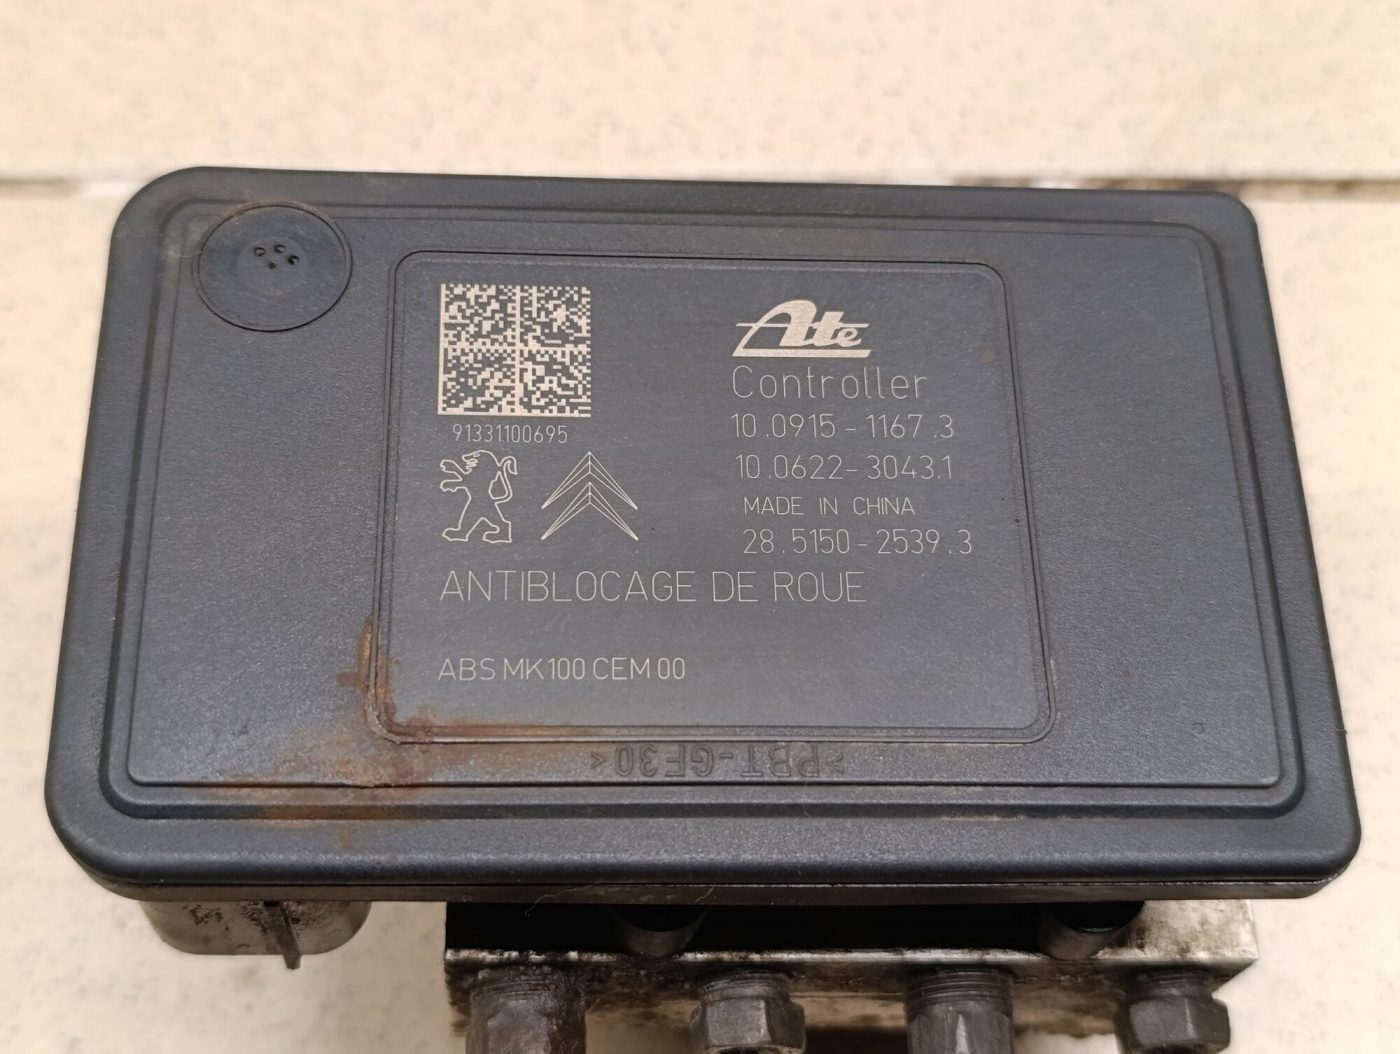 91331100695
Ate
Controller
10.0915-1167.3
10.0622-3043.1
MADE IN CHINA
28.5150-2539.3
ANTIBLOCAGE DE ROUE
ABS MK100 CEM 00
>PBT-GF30<